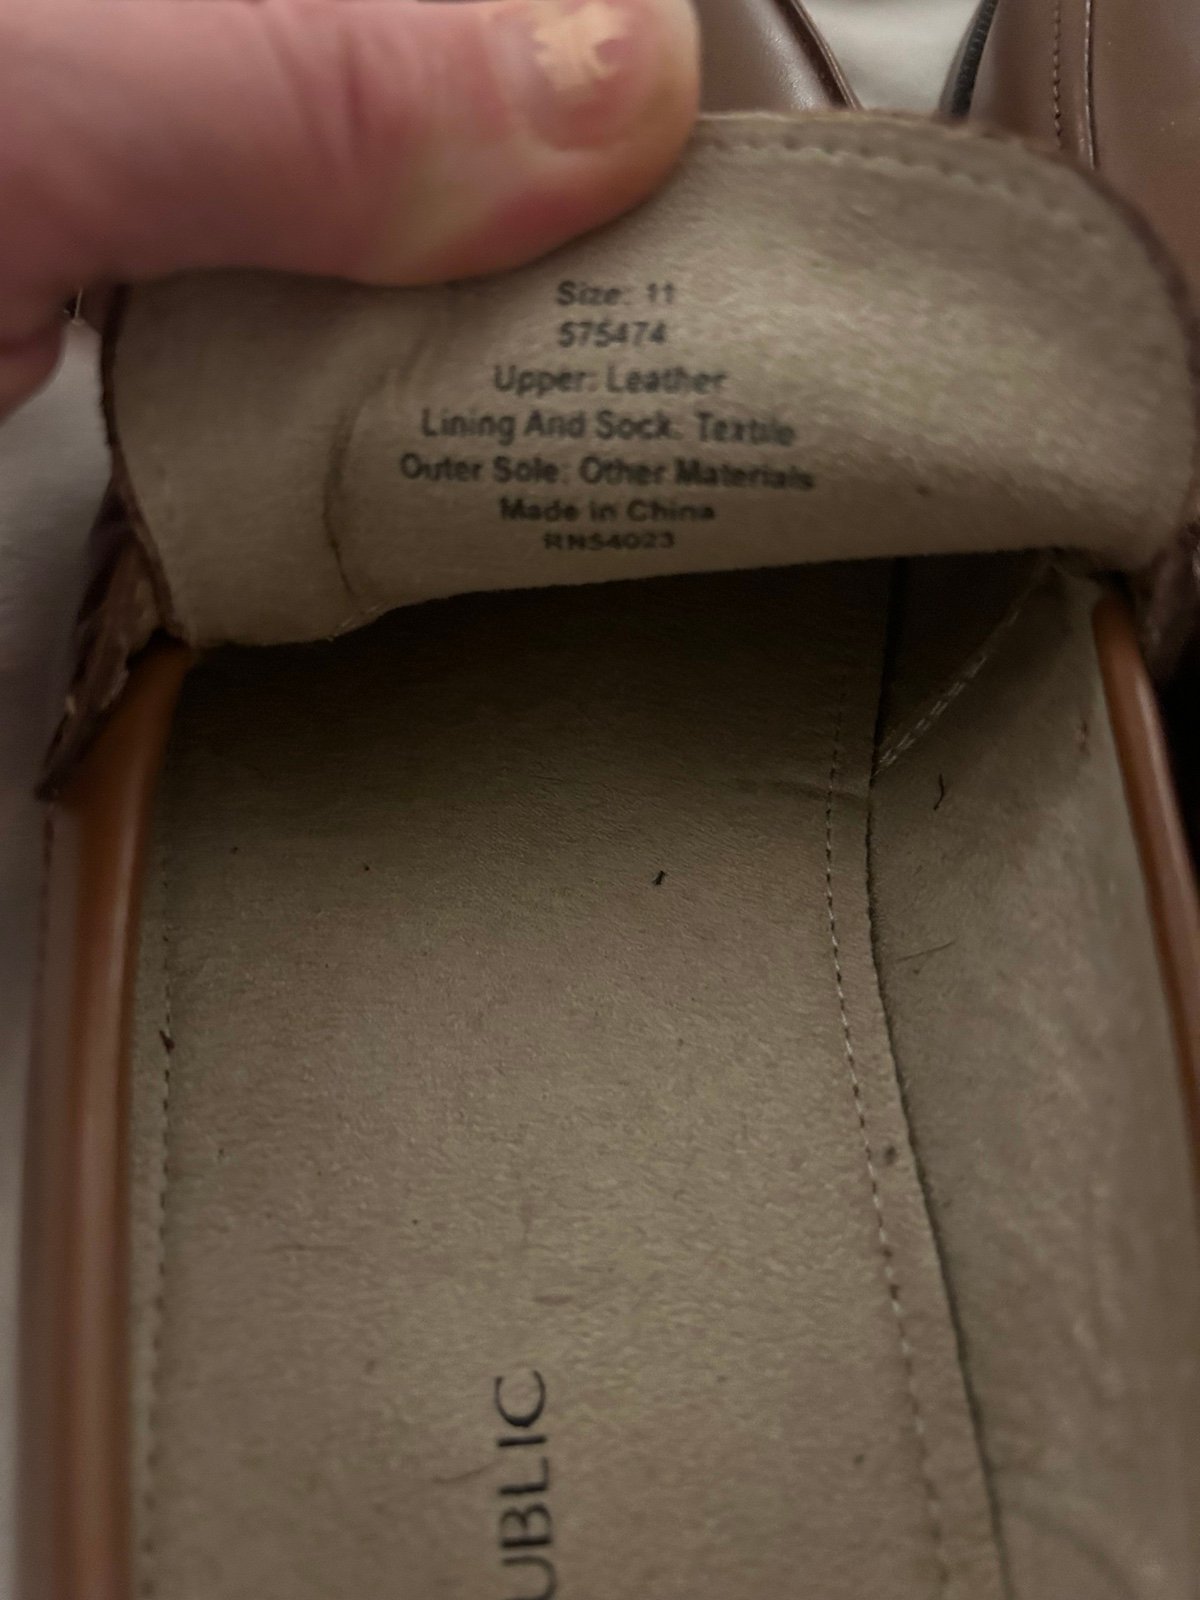 Size: 11
575474
Upper: Leather
Lining And Sock: Textile
Outer Sole: Other Materials
Made in China
RN54023
UBLIC